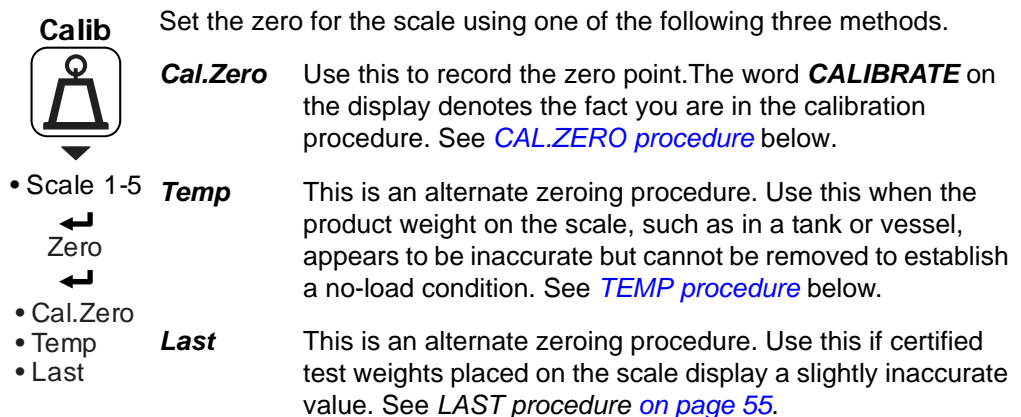 Calib
• Scale 1-5
Zero
• Cal.Zero
• Temp
• Last
Set the zero for the scale using one of the following three methods.
Cal.Zero Use this to record the zero point.The word CALIBRATE on
the display denotes the fact you are in the calibration
procedure. See CAL.ZERO procedure below.
Temp This is an alternate zeroing procedure. Use this when the
product weight on the scale, such as in a tank or vessel,
appears to be inaccurate but cannot be removed to establish
a no-load condition. See TEMP procedure below.
Last This is an alternate zeroing procedure. Use this if certified
test weights placed on the scale display a slightly inaccurate
value. See LAST procedure on page 55.